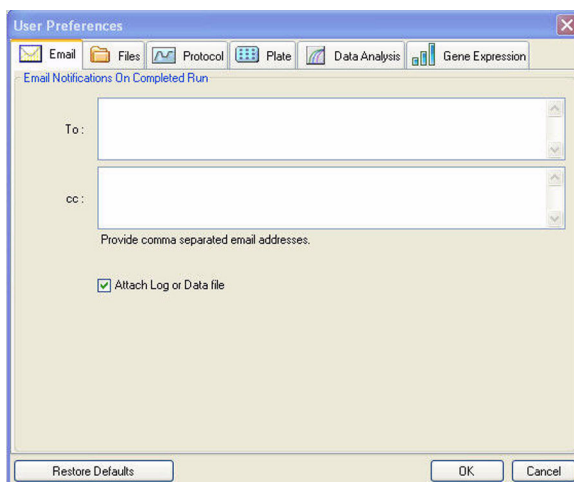 User Preferences
Email Files Protocol Plate Data Analysis Gene Expression
Email Notifications On Completed Run
To :
cc :
Provide comma separated email addresses.
Attach Log or Data file
Restore Defaults OK Cancel